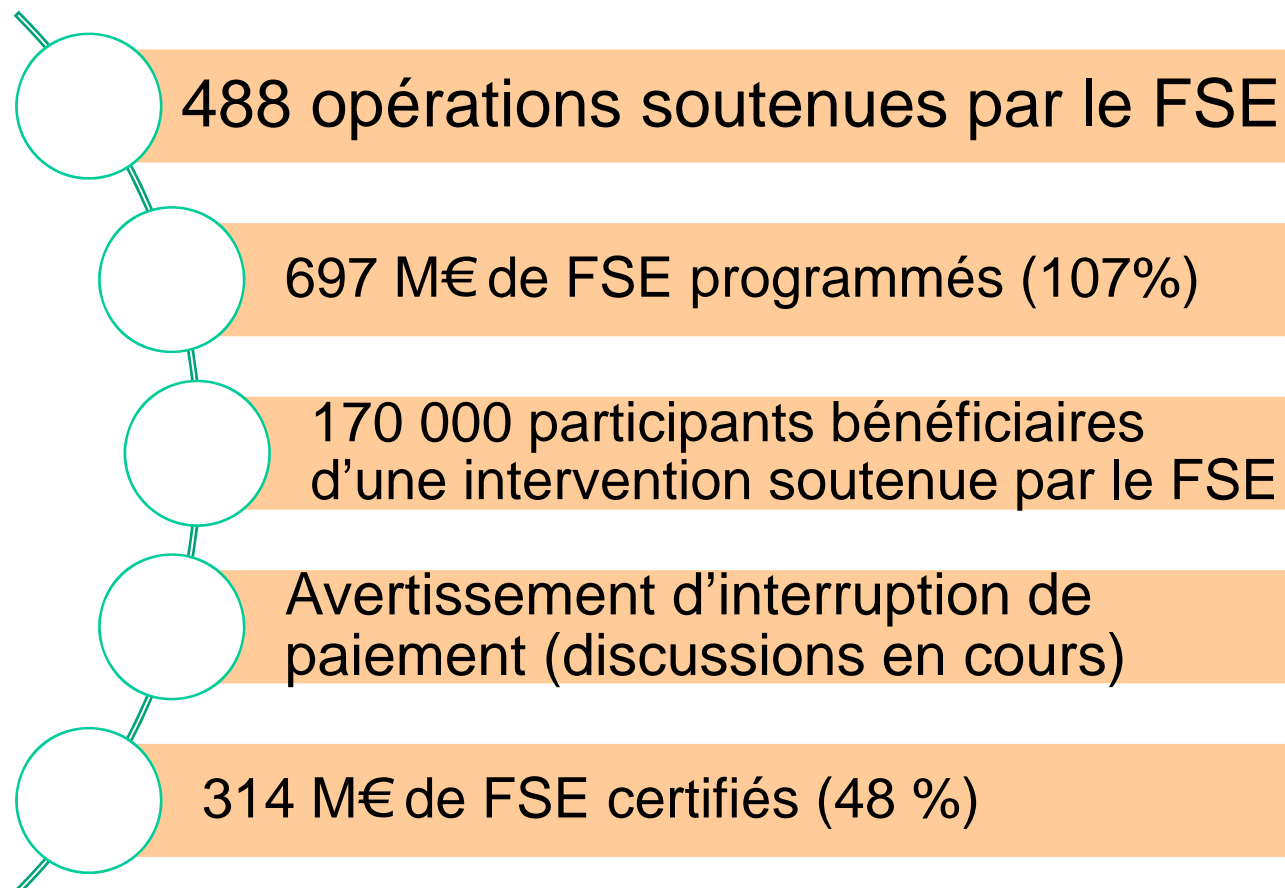 488 opérations soutenues par le FSE
697 M€ de FSE programmés (107%)
170 000 participants bénéficiaires
d’une intervention soutenue par le FSE
Avertissement d’interruption de
paiement (discussions en cours)
314 M€ de FSE certifiés (48 %)